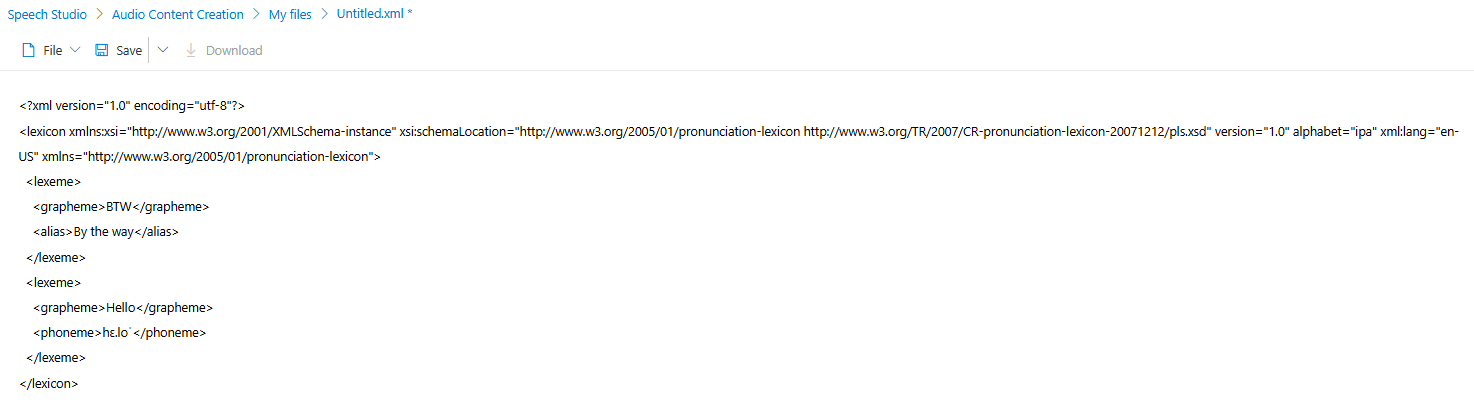 Speech Studio > Audio Content Creation > My files > Untitled.xml *
File Save Download
<?xml version="1.0" encoding="utf-8"?>
<lexicon xmlns:xsi="http://www.w3.org/2001/XMLSchema-instance" xsi:schemaLocation="http://www.w3.org/2005/01/pronunciation-lexicon http://www.w3.org/TR/2007/CR-pronunciation-lexicon-20071212/pls.xsd" version="1.0" alphabet="ipa" xml:lang="en-
US" xmlns="http://www.w3.org/2005/01/pronunciation-lexicon">
<lexeme>
<grapheme>BTW</grapheme>
<alias>By the way</alias>
</lexeme>
<lexeme>
<grapheme>Hello</grapheme>
<phoneme>hɛ.loˈ</phoneme>
</lexeme>
</lexicon>